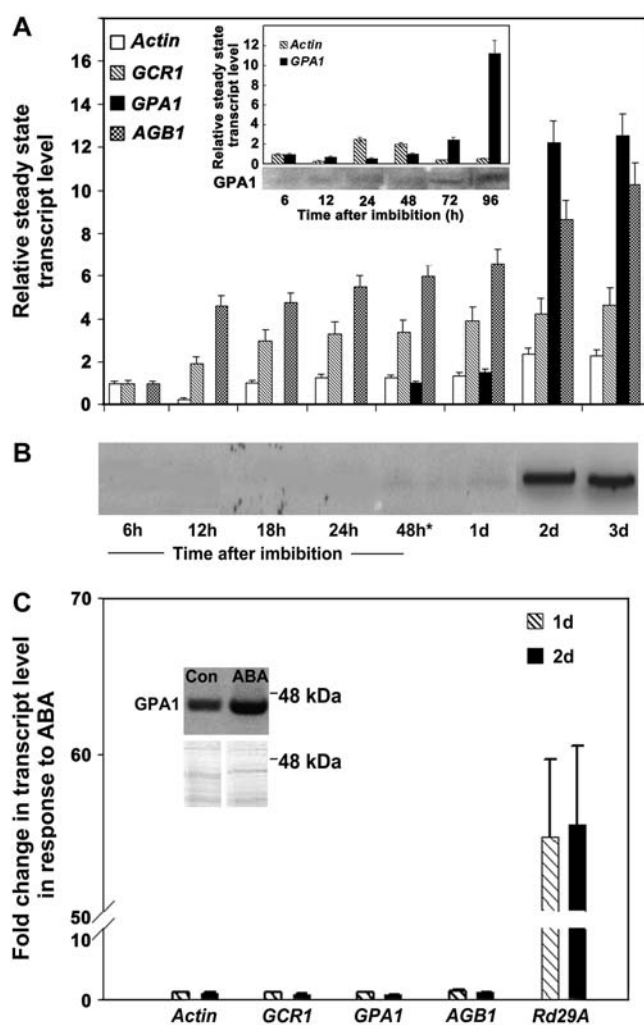 A
Relative steady state
transcript level
16
14
12
10
8
6
4
2
0
Actin
GCR1
GPA1
AGB1
Relative steady state
transcript level
12
10
8
6
4
2
0
Actin
GPA1
GPA1
6 12 24 48 72 96
Time after imbibition (h)
B
6h 12h 18h 24h 48h* 1d 2d 3d
Time after imbibition
C
Fold change in transcript level
in response to ABA
70
60
50
10
0
1d
2d
Con ABA
GPA1
48 kDa
48 kDa
Actin GCR1 GPA1 AGB1 Rd29A